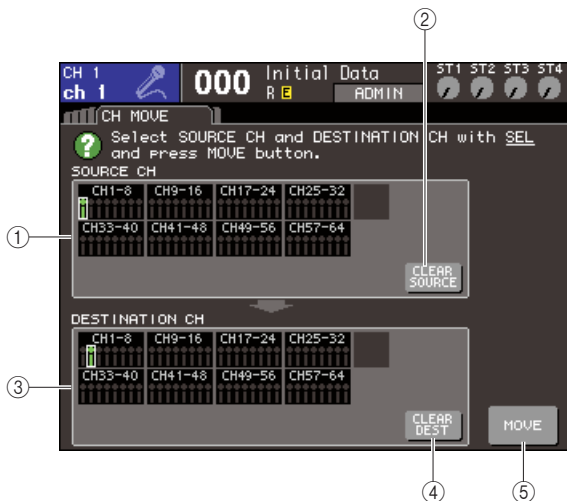 ②
CH 1
ch 1
000
Initial Data
R E
ADMIN
ST1 ST2 ST3 ST4
CH MOVE
? Select SOURCE CH and DESTINATION CH with SEL
and press MOVE button.
SOURCE CH
CH1-8 CH9-16 CH17-24 CH25-32
①
CH33-40 CH41-48 CH49-56 CH57-64
CLEAR
SOURCE
DESTINATION CH
CH1-8 CH9-16 CH17-24 CH25-32
③
CH33-40 CH41-48 CH49-56 CH57-64
CLEAR
DEST
MOVE
④ ⑤